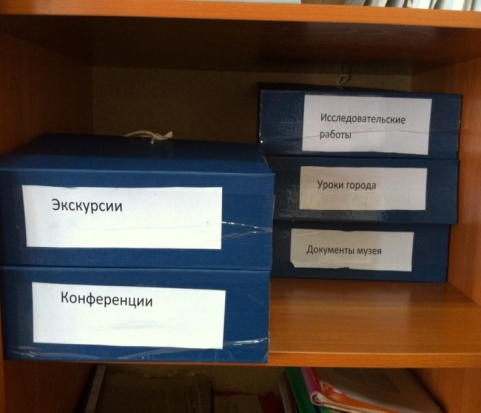 Экскурсии
Конференции
Исследовательские
работы
Уроки города
Документы музея